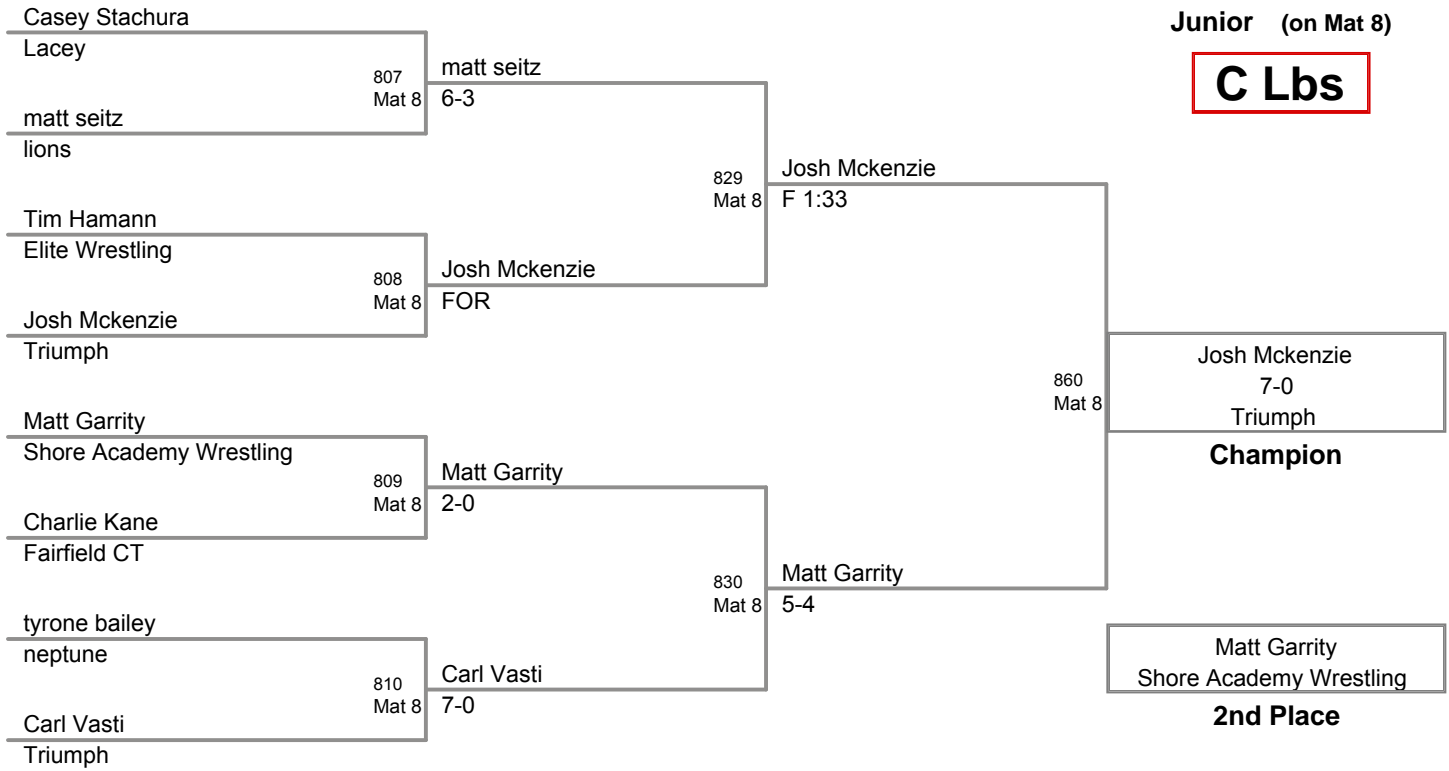 Junior (on Mat 8)
C Lbs
Casey Stachura
Lacey
807
Mat 8
matt seitz
6-3
matt seitz
lions
829
Mat 8
Josh Mckenzie
F 1:33
Tim Hamann
Elite Wrestling
808
Mat 8
Josh Mckenzie
FOR
Josh Mckenzie
Triumph
860
Mat 8
Josh Mckenzie
7-0
Triumph
Champion
Matt Garrity
Shore Academy Wrestling
809
Mat 8
Matt Garrity
2-0
Charlie Kane
Fairfield CT
830
Mat 8
Matt Garrity
5-4
tyrone bailey
neptune
810
Mat 8
Carl Vasti
7-0
Carl Vasti
Triumph
Matt Garrity
Shore Academy Wrestling
2nd Place